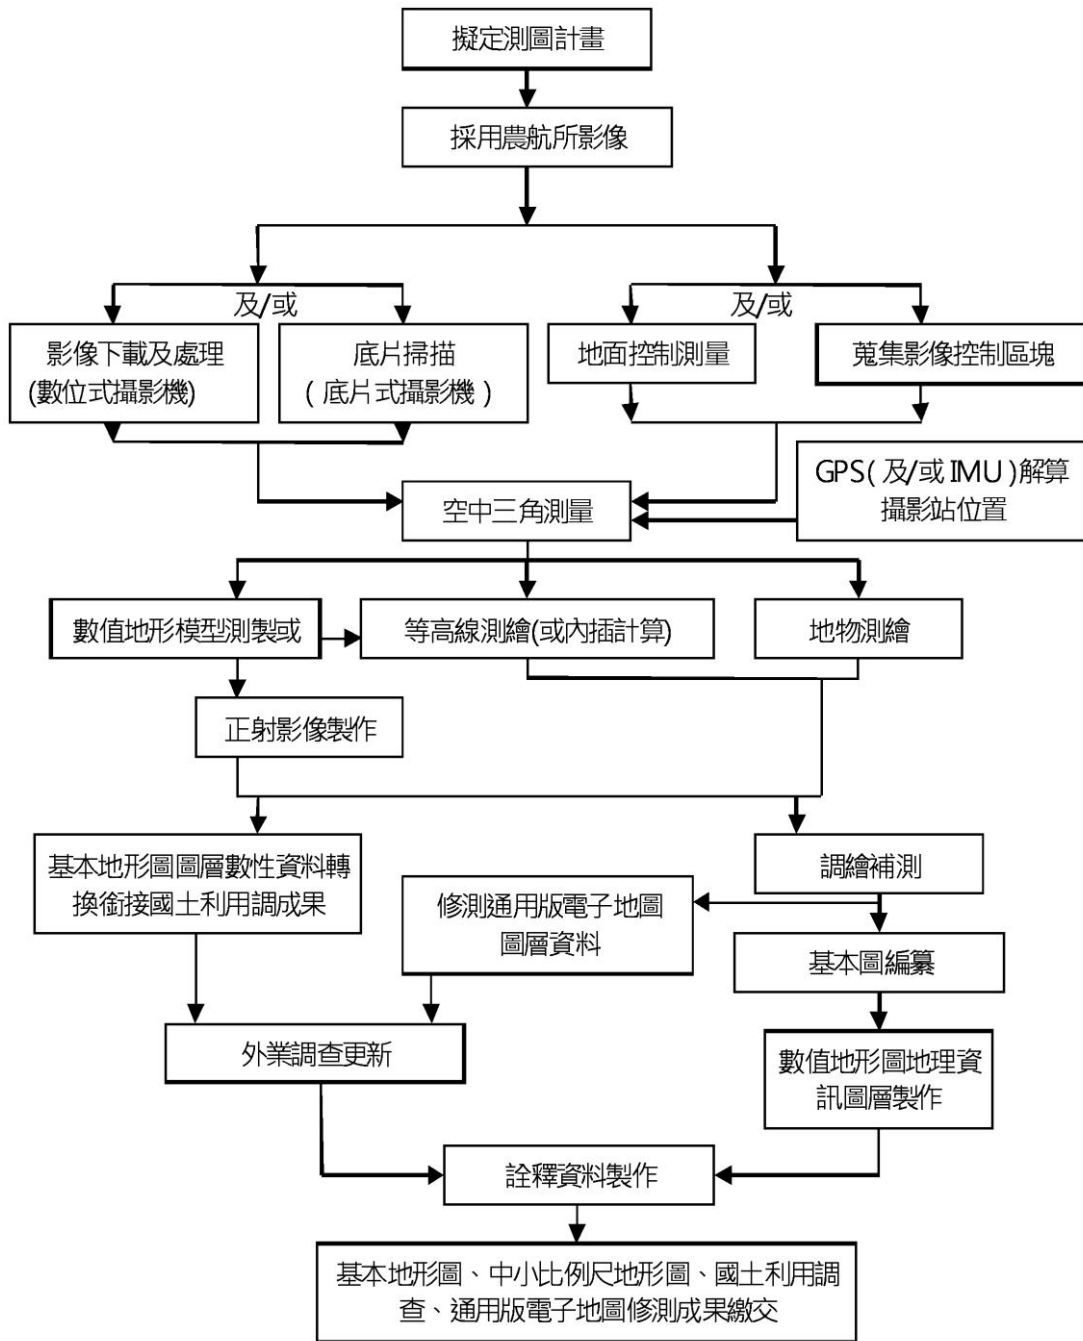 擬定測圖計畫
採用農航所影像
及/或
及/或
影像下載及處理
(數位式攝影機)
底片掃描
( 底片式攝影機 )
地面控制測量
蒐集影像控制區塊
GPS( 及/或 IMU )解算
攝影站位置
空中三角測量
數值地形模型測製或
等高線測繪(或內插計算)
地物測繪
正射影像製作
基本地形圖圖層數性資料轉
換銜接國土利用調成果
修測通用版電子地圖
圖層資料
調繪補測
基本圖編纂
外業調查更新
數值地形圖地理資
訊圖層製作
詮釋資料製作
基本地形圖、中小比例尺地形圖、國土利用調
查、通用版電子地圖修測成果繳交